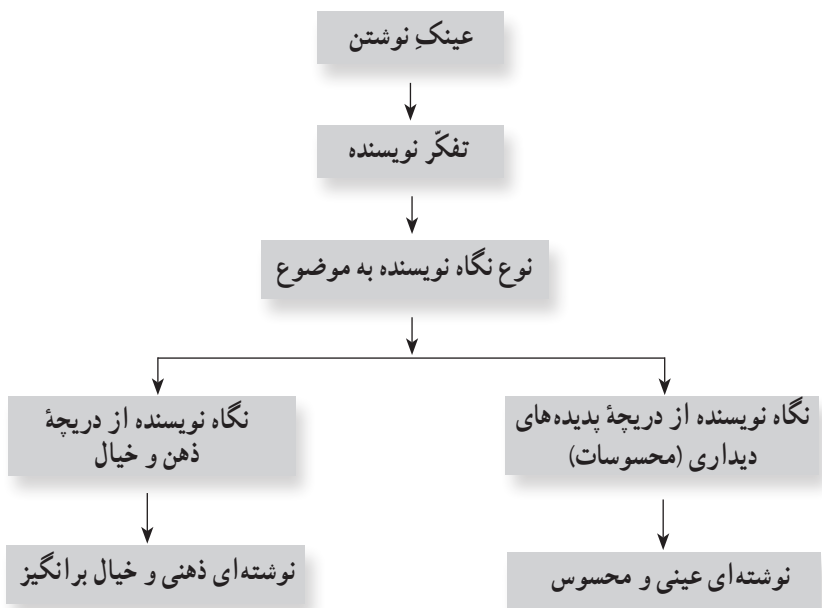 عینکِ نوشتن
تفکّر نویسنده
نوع نگاه نویسنده به موضوع
نگاه نویسنده از دریچهٔ پدیده‌های
دیداری (محسوسات)
نگاه نویسنده از دریچهٔ
ذهن و خیال
نوشته‌ای عینی و محسوس
نوشته‌ای ذهنی و خیال برانگیز